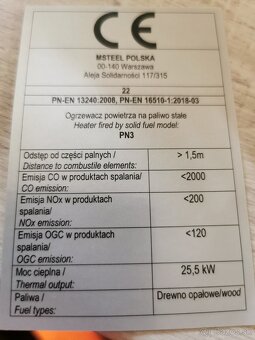 CE
MSTEEL POLSKA
00-140 Warszawa
Aleja Solidarności 117/315
22
PN-EN 13240:2008, PN-EN 16510-1:2018-03
Ogrzewacz powietrza na paliwo stałe
Heater fired by solid fuel model:
PN3
Odstęp od części palnych /
Distance to combustile elements:
> 1,5m
Emisja CO w produktach spalania/
CO emission:
<2000
Emisja NOx w produktach
spalania/
NOx emission:
<200
Emisja OGC w produktach
spalania/
OGC emission:
<120
Moc cieplna /
Thermal output:
25,5 kW
Paliwa /
Fuel types:
Drewno opałowe/wood